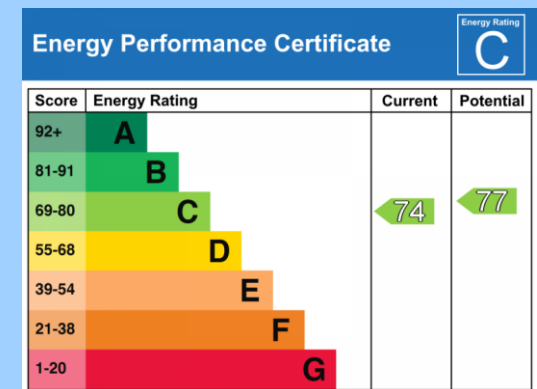 Energy Performance Certificate
Energy Rating
C
Score Energy Rating Current Potential
92+ A
81-91 B
69-80 C 74 77
55-68 D
39-54 E
21-38 F
1-20 G